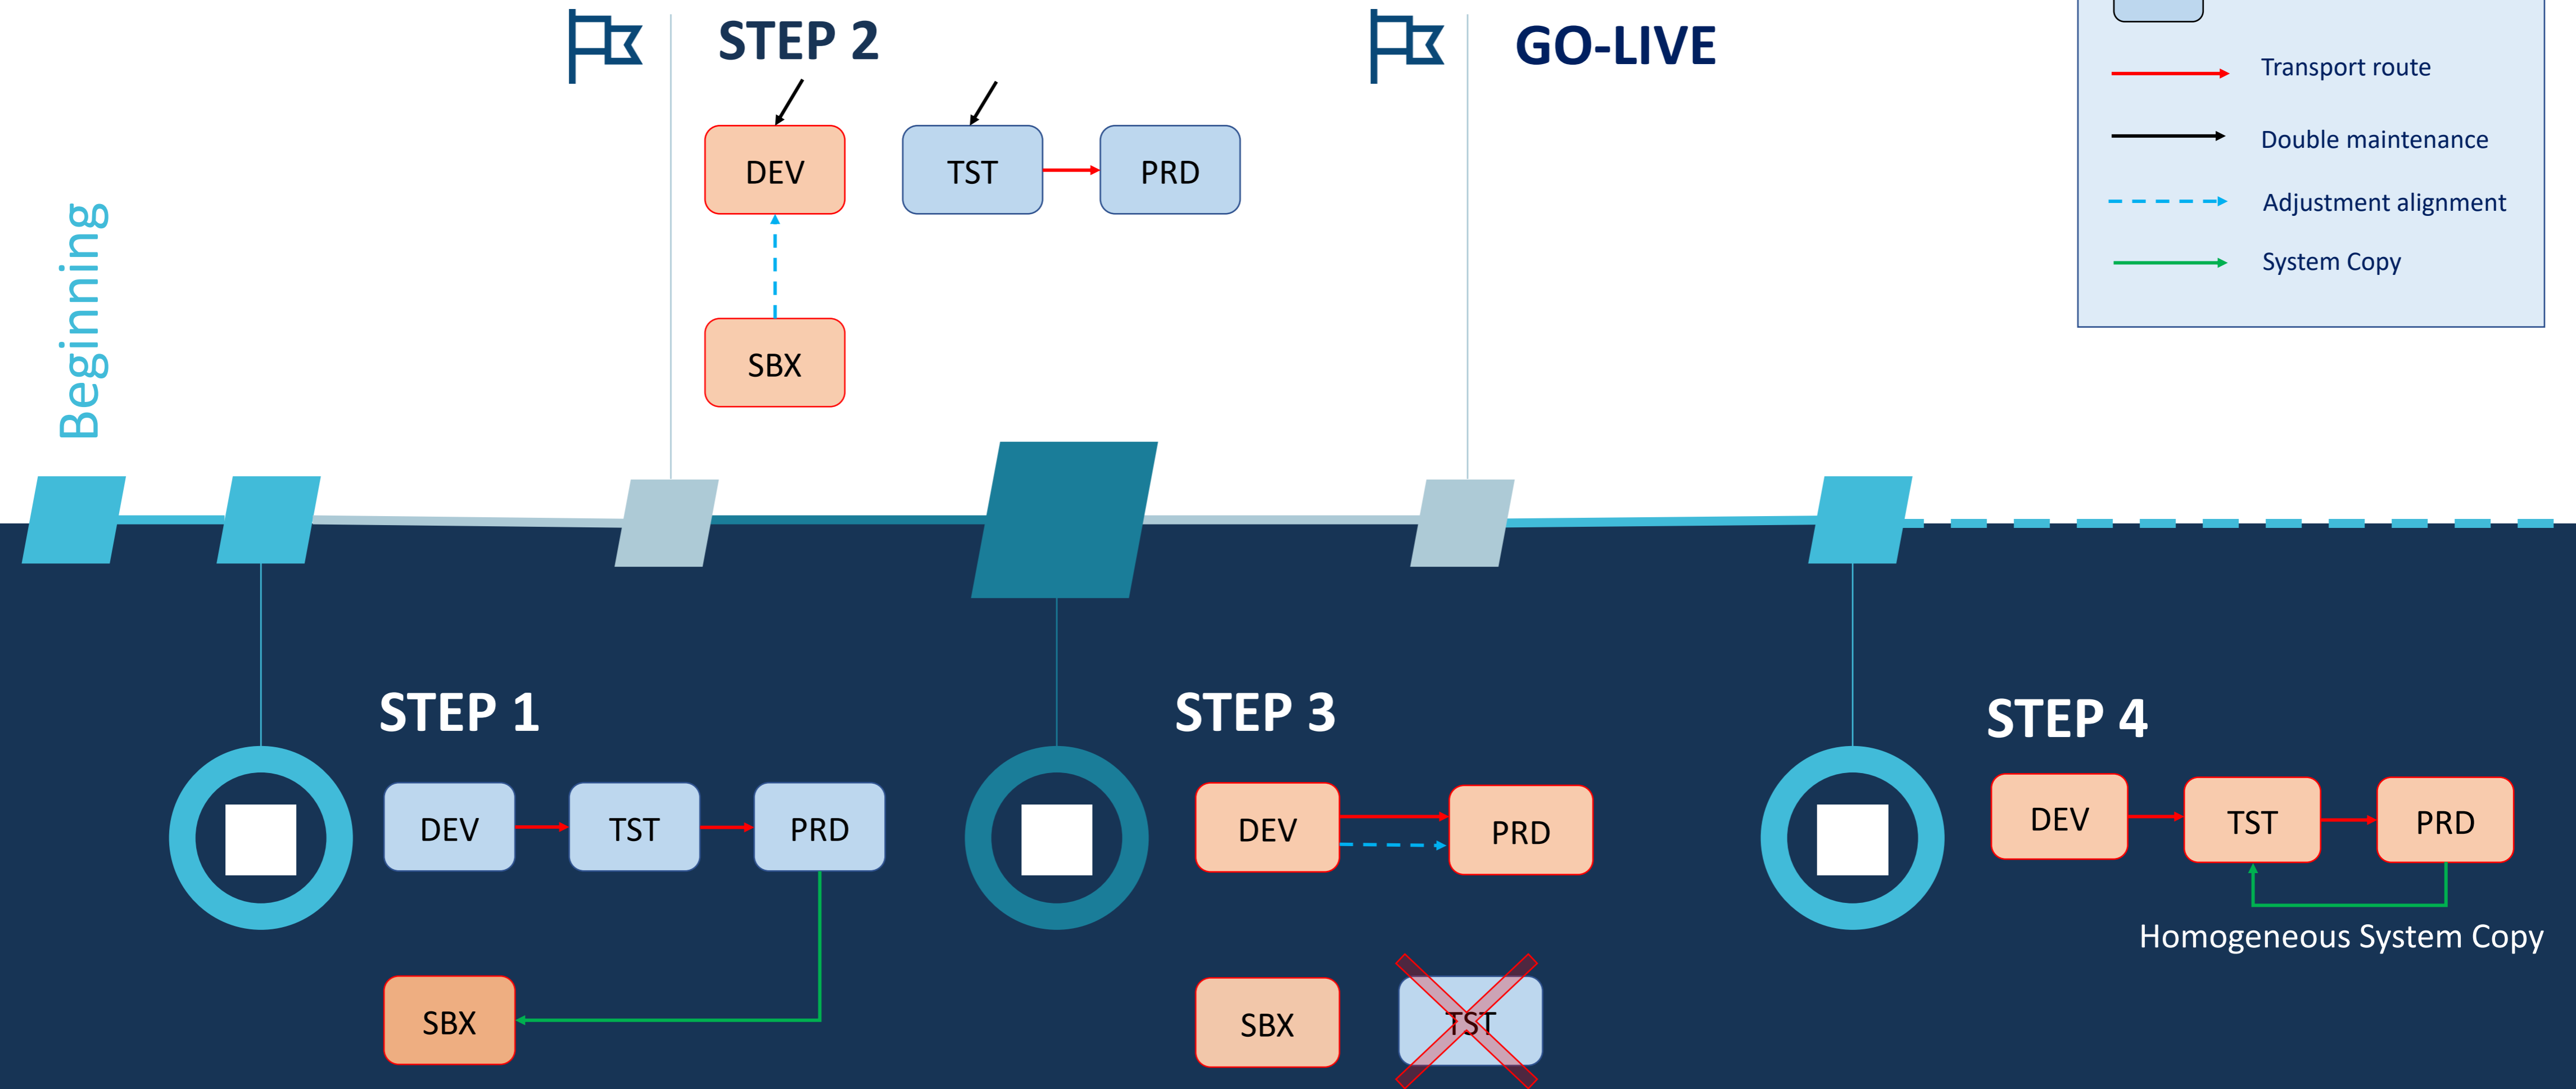 STEP 2
GO-LIVE
Transport route
Double maintenance
Adjustment alignment
System Copy
DEV
TST
PRD
SBX
Beginning
STEP 1
DEV
TST
PRD
SBX
STEP 3
DEV
PRD
SBX
TST
STEP 4
DEV
TST
PRD
Homogeneous System Copy